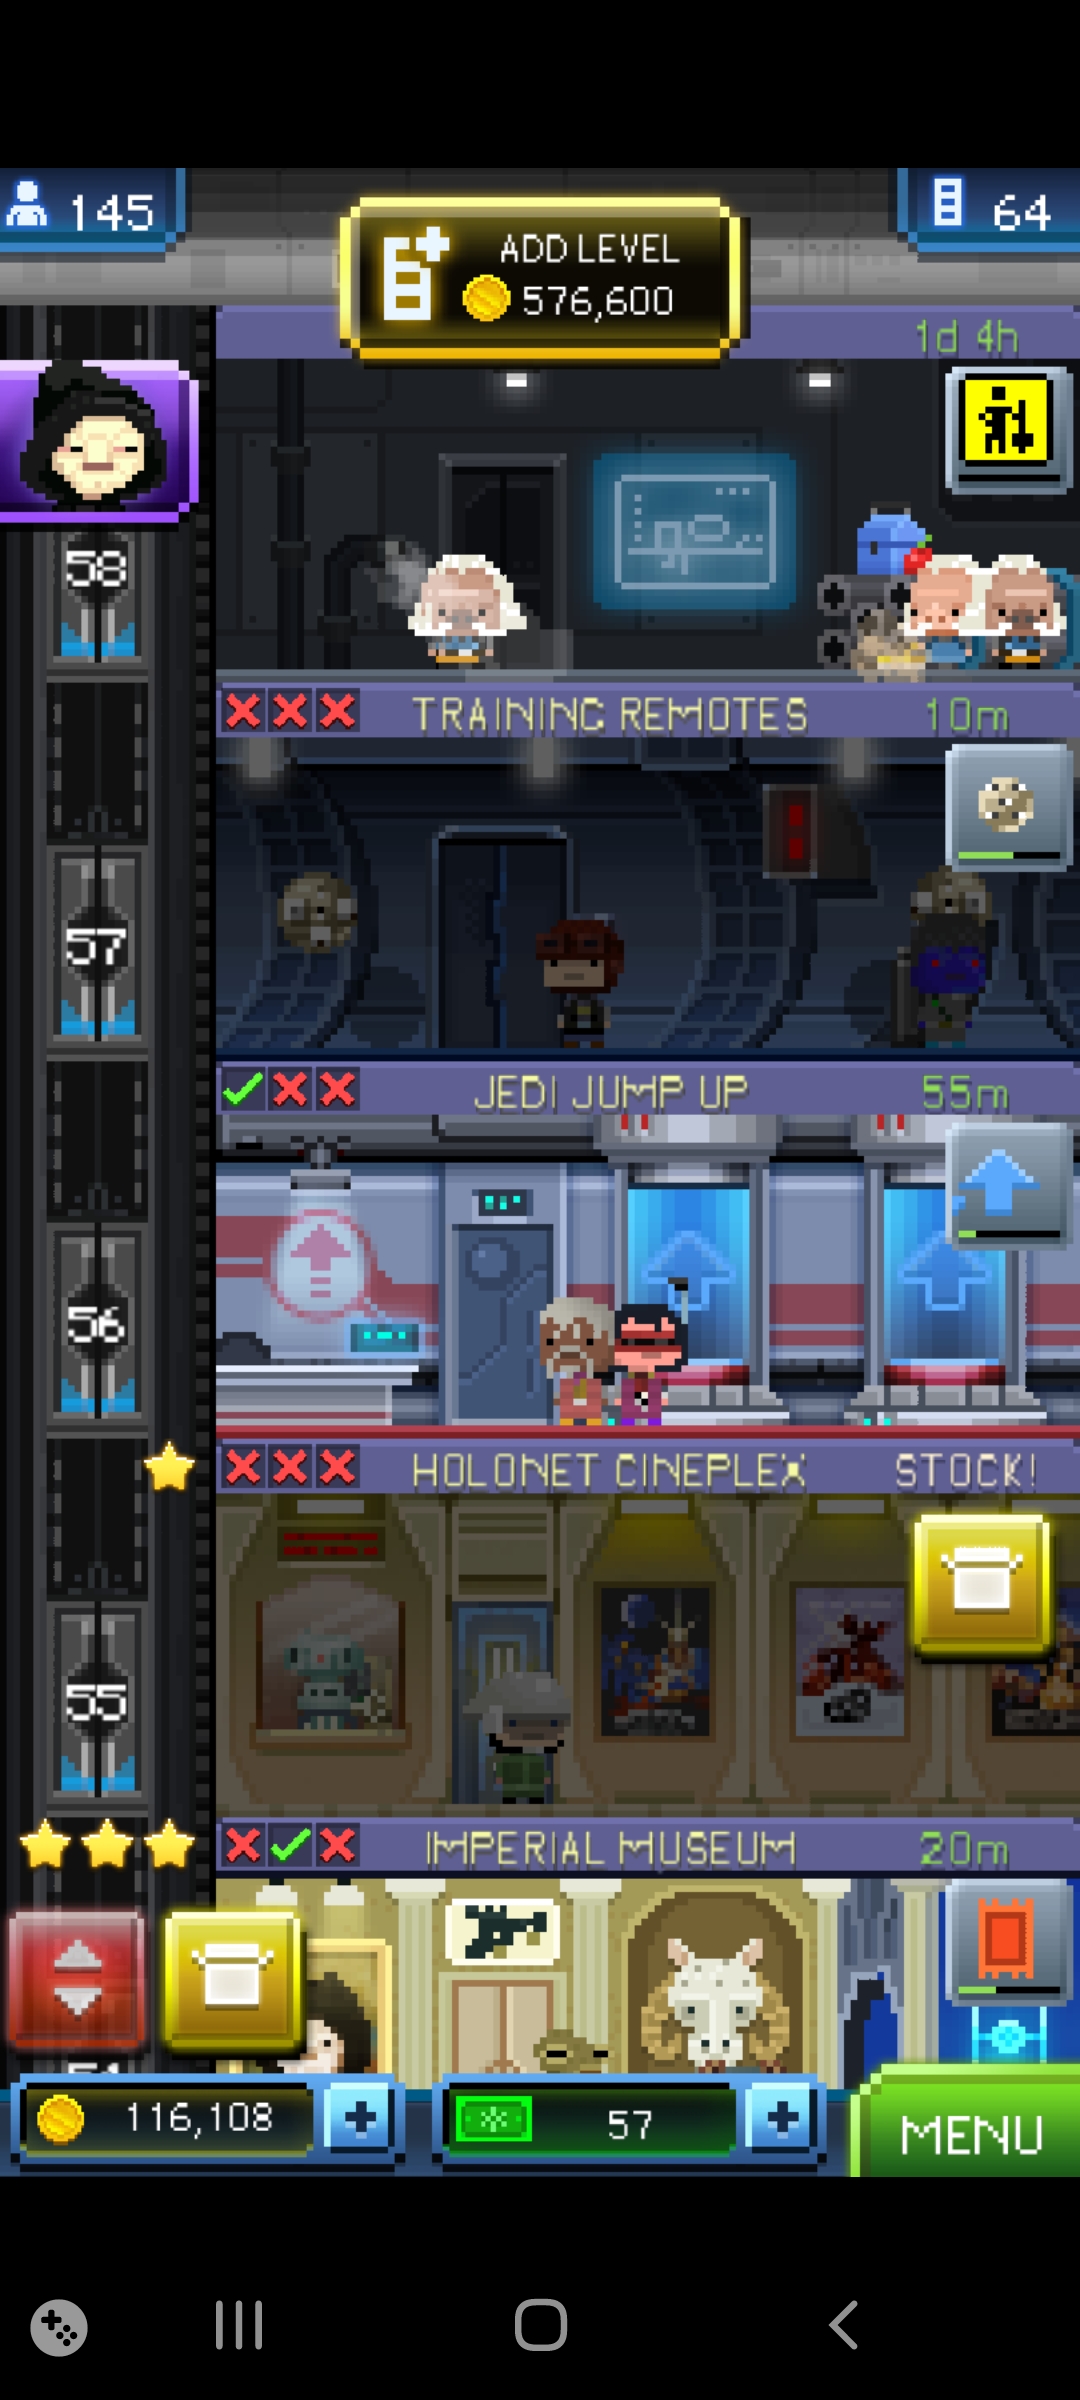 145
ADD LEVEL
576,600
64
1d 4h
58
TRAINING REMOTES
10m
57
JEDI JUMP UP
55m
56
HOLONET CINEPLEX
STOCK!
55
IMPERIAL MUSEUM
20m
116,108
57
MENU